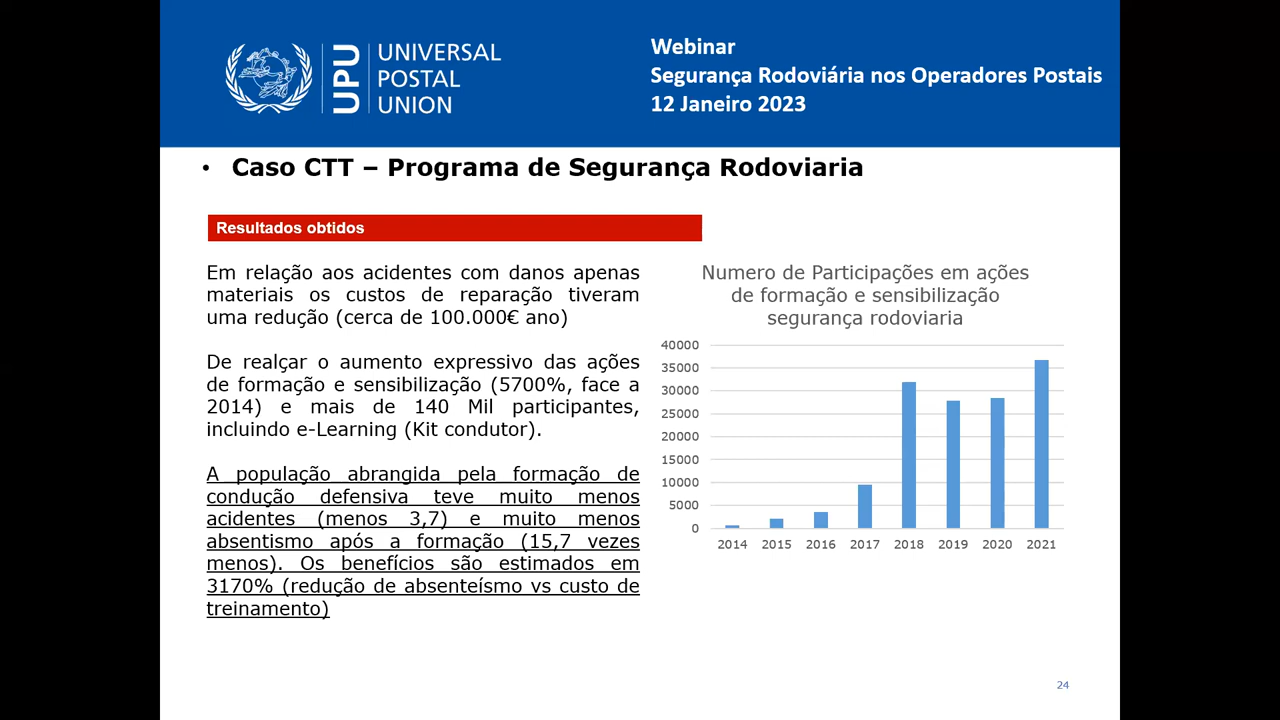 UPU
UNIVERSAL
POSTAL
UNION
Webinar
Segurança Rodoviária nos Operadores Postais
12 Janeiro 2023
• Caso CTT – Programa de Segurança Rodoviaria
Resultados obtidos
Em relação aos acidentes com danos apenas
materiais os custos de reparação tiveram
uma redução (cerca de 100.000€ ano)
De realçar o aumento expressivo das ações
de formação e sensibilização (5700%, face a
2014) e mais de 140 Mil participantes,
incluindo e-Learning (Kit condutor).
A população abrangida pela formação de
condução defensiva teve muito menos
acidentes (menos 3,7) e muito menos
absentismo após a formação (15,7 vezes
menos). Os benefícios são estimados em
3170% (redução de absenteísmo vs custo de
treinamento)
Numero de Participações em ações
de formação e sensibilização
segurança rodoviaria
40000
35000
30000
25000
20000
15000
10000
5000
0
2014 2015 2016 2017 2018 2019 2020 2021
24